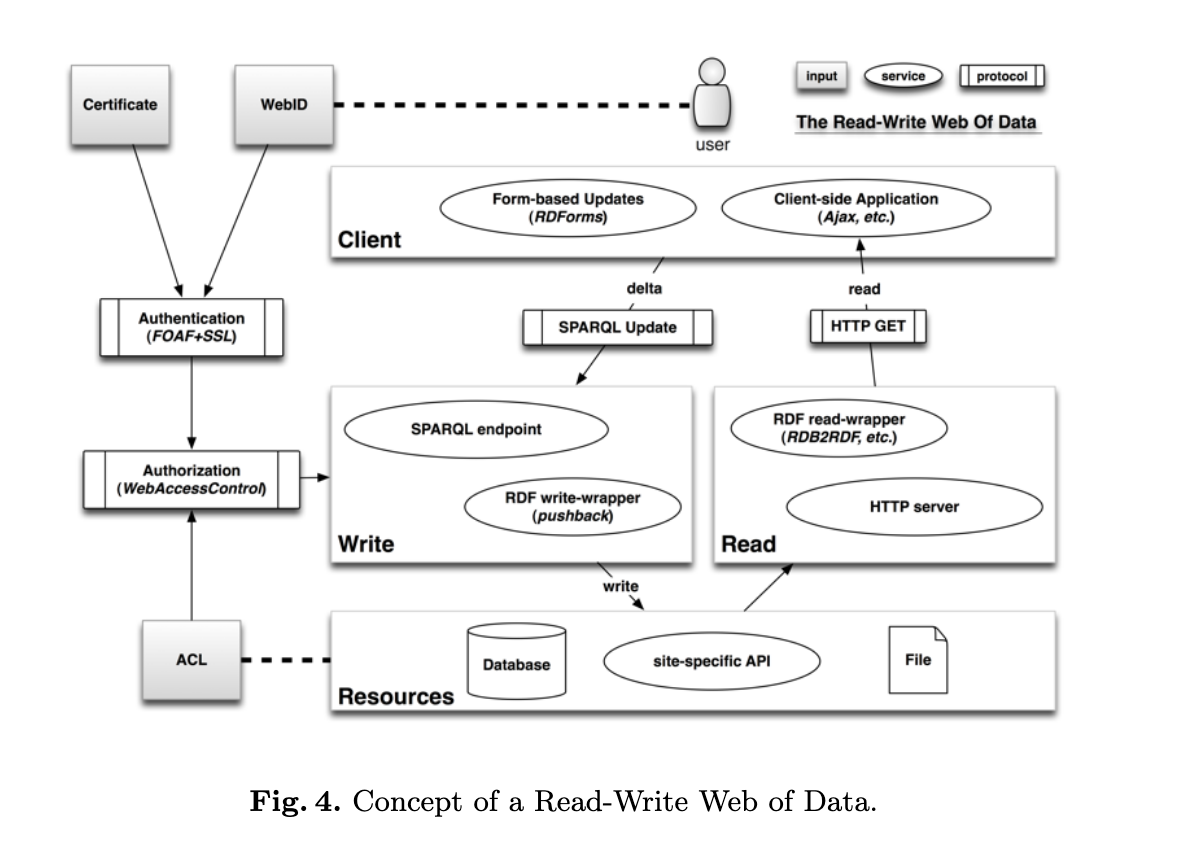 Certificate
WebID
user
input
service
protocol
The Read-Write Web Of Data
Form-based Updates
(RDForms)
Client-side Application
(Ajax, etc.)
Client
delta
read
Authentication
(FOAF+SSL)
SPARQL Update
HTTP GET
SPARQL endpoint
RDF read-wrapper
(RDB2RDF, etc.)
Authorization
(WebAccessControl)
RDF write-wrapper
(pushback)
HTTP server
Write
Read
write
ACL
Database
site-specific API
File
Resources
Fig. 4. Concept of a Read-Write Web of Data.